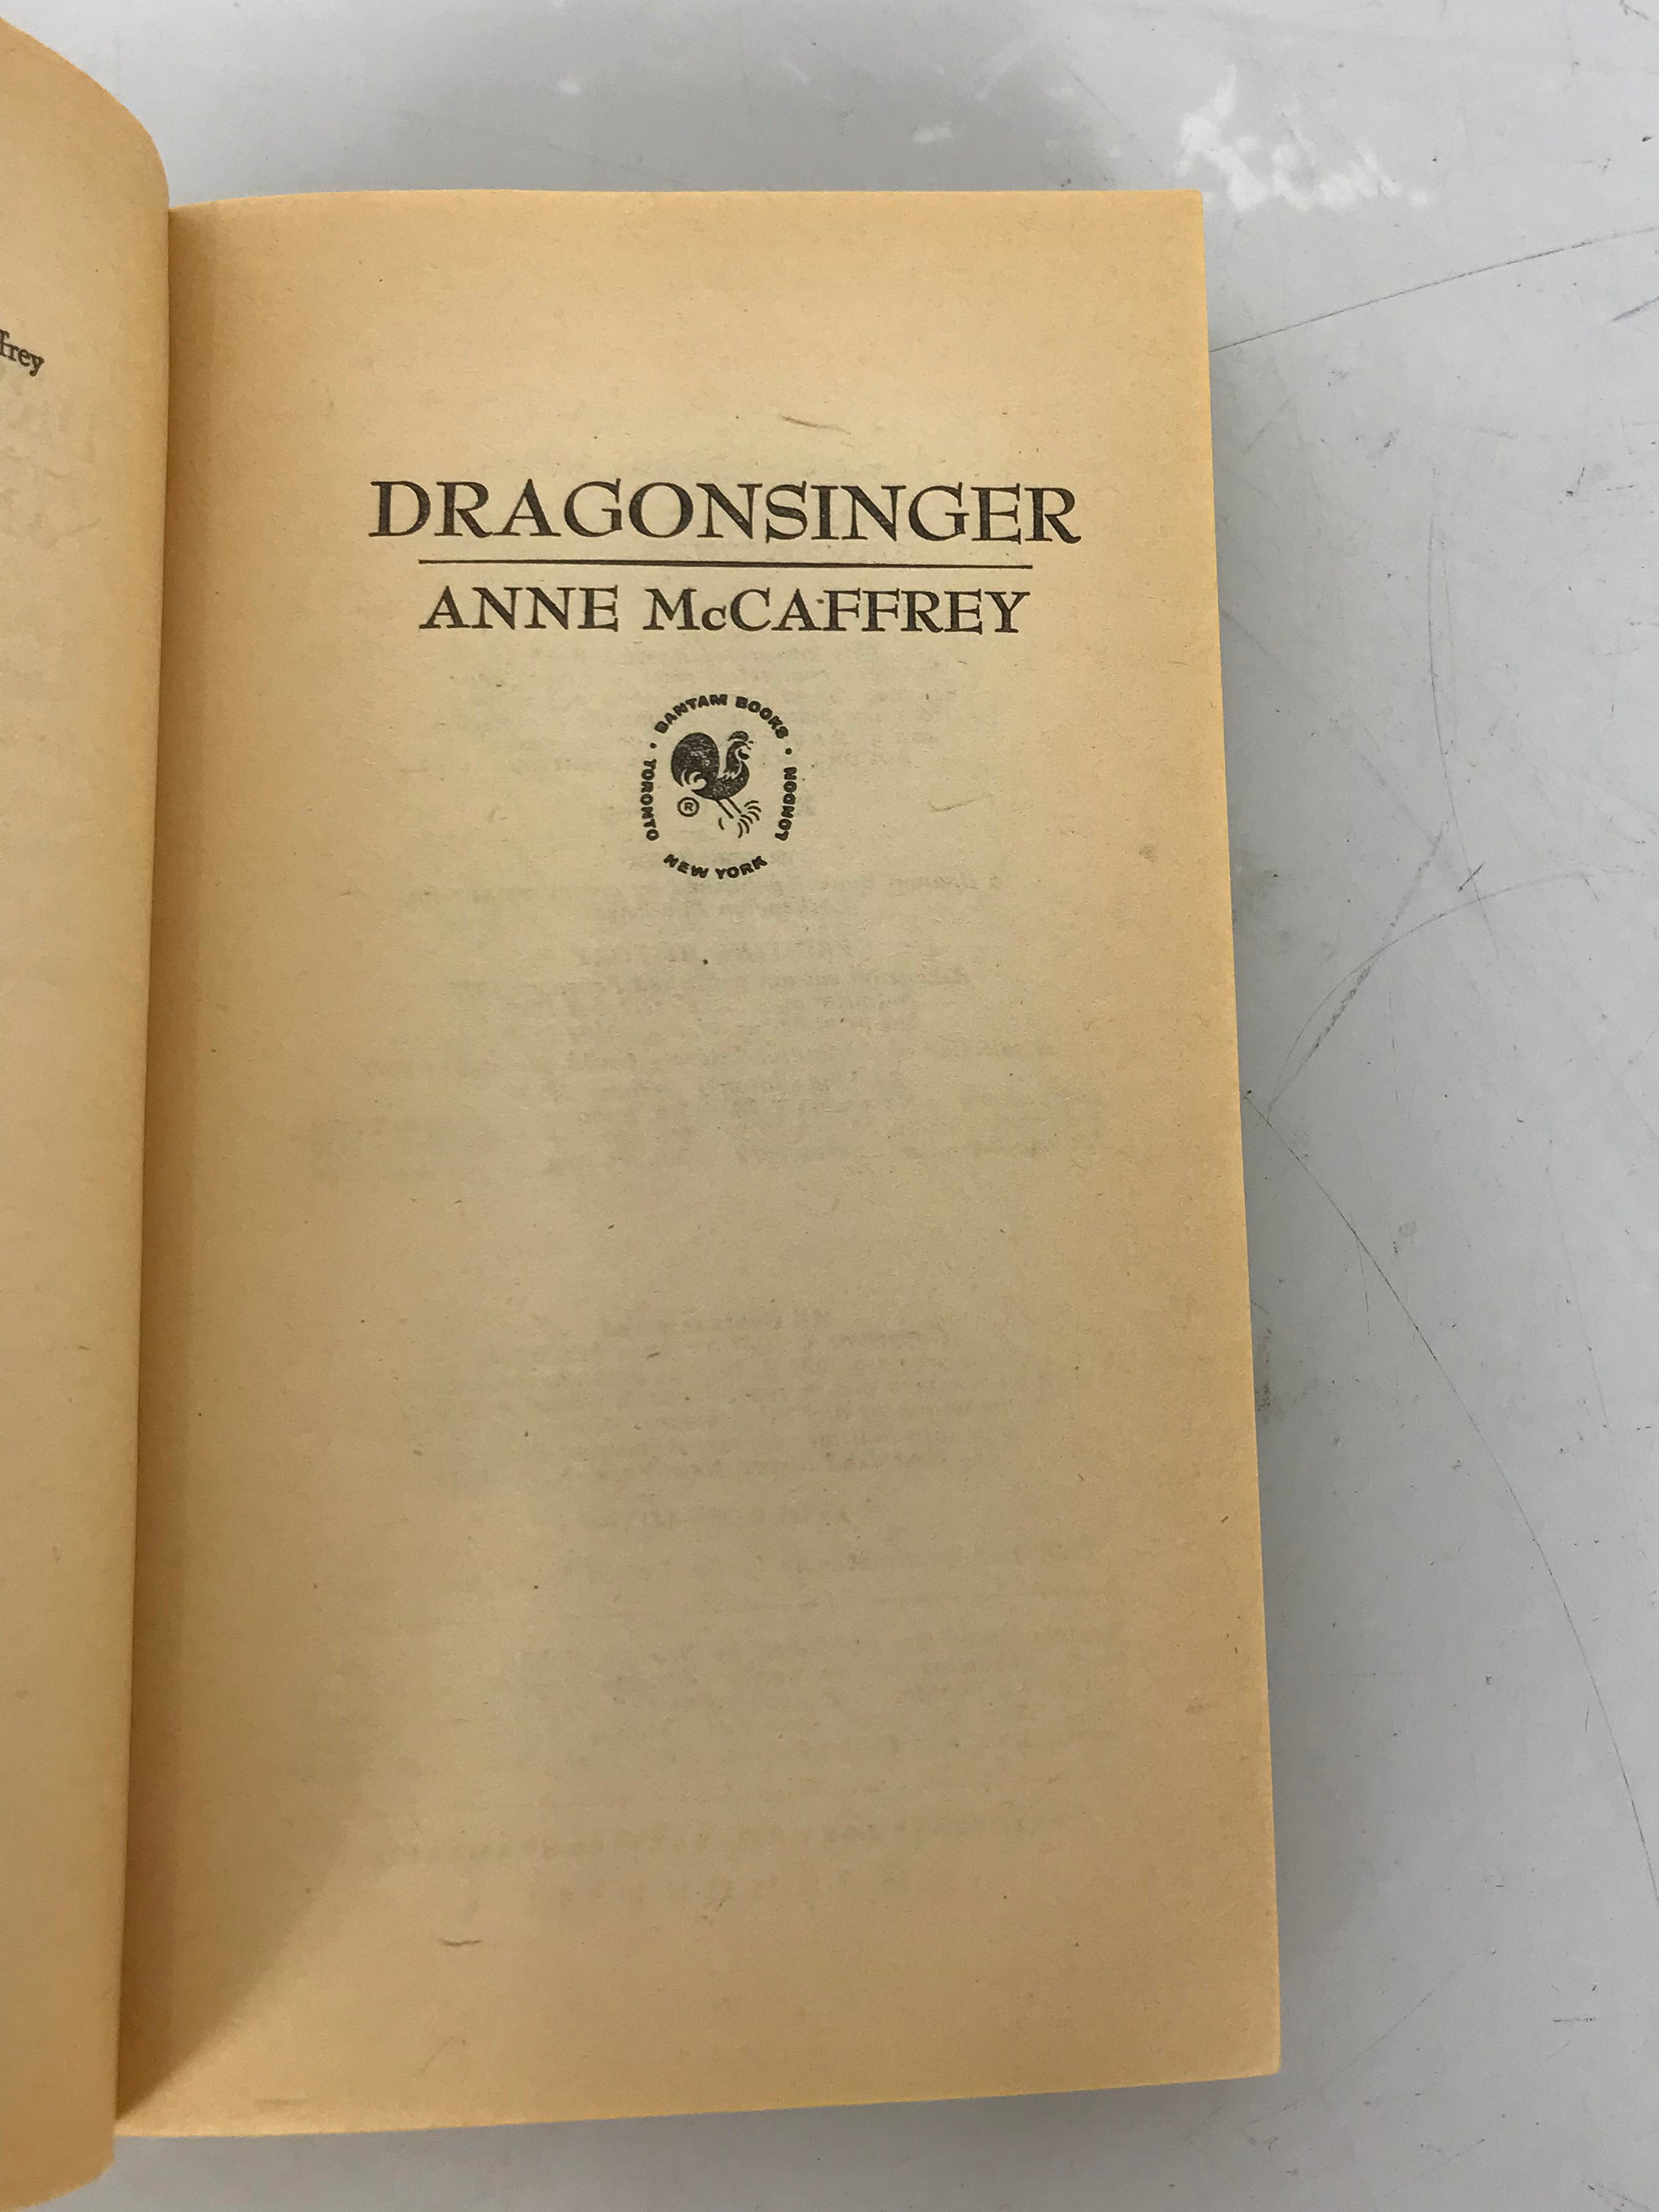 frey
DRAGONSINGER
ANNE McCAFFREY
BANTAM BOOKS
TORONTO · NEW YORK · LONDON
®